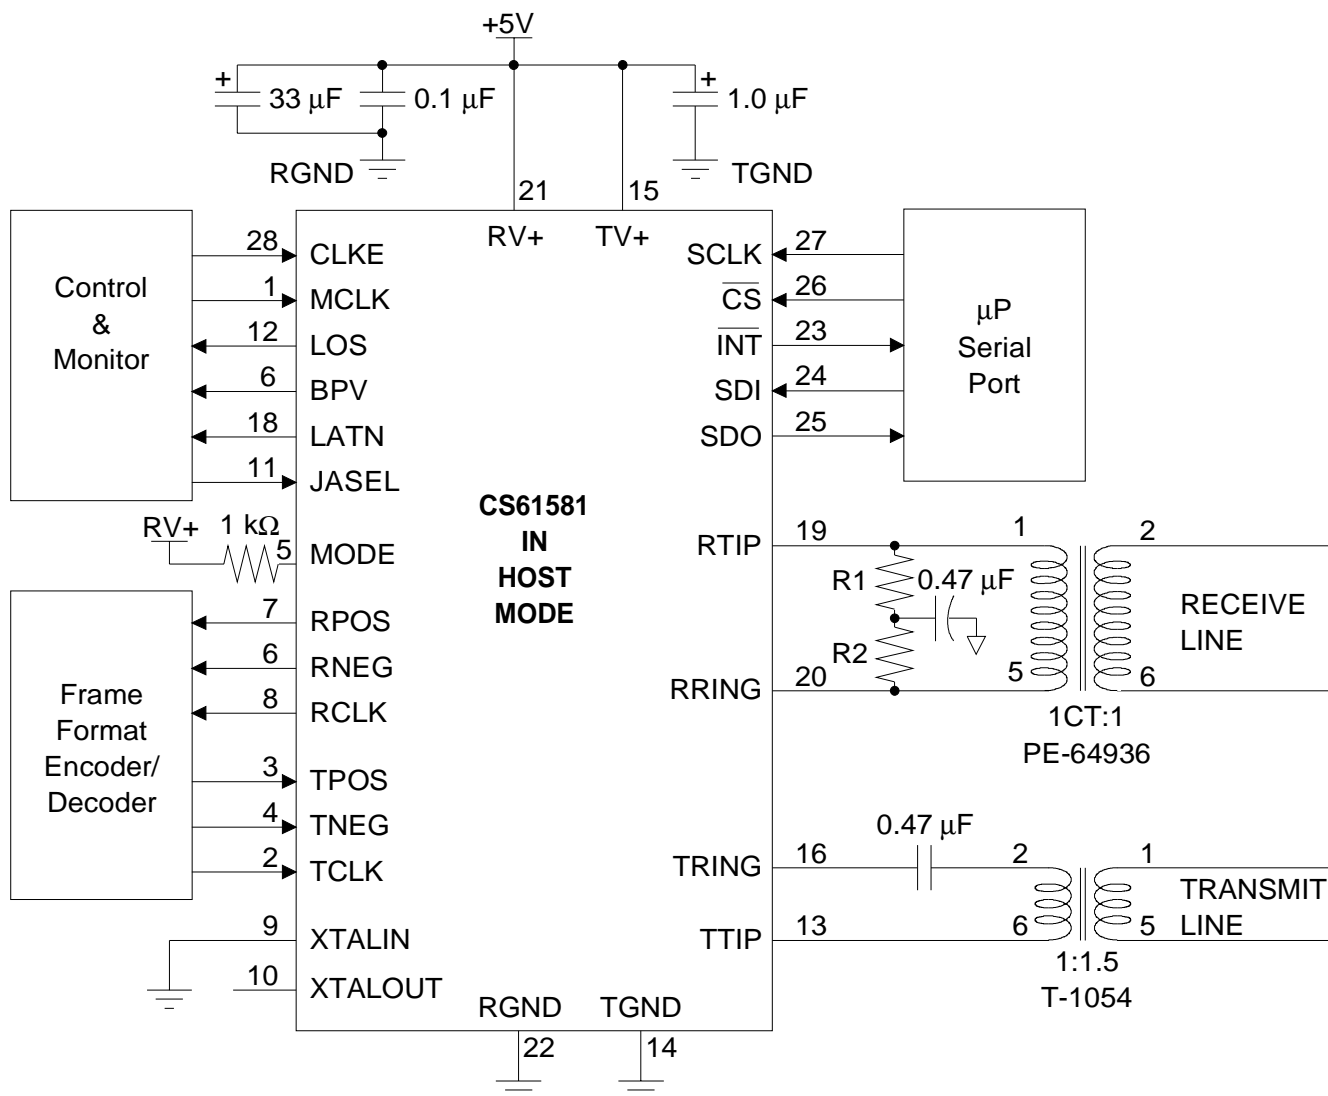 +5V
+
33 µF
0.1 µF
+
1.0 µF
RGND
TGND
21
15
RV+
TV+
Control
&
Monitor
28
CLKE
1
MCLK
12
LOS
6
BPV
18
LATN
11
JASEL
RV+
1 kΩ
5
MODE
Frame
Format
Encoder/
Decoder
7
RPOS
6
RNEG
8
RCLK
3
TPOS
4
TNEG
2
TCLK
9
XTALIN
10
XTALOUT
CS61581
IN
HOST
MODE
RGND
TGND
22
14
SCLK
27
CS
26
INT
23
SDI
24
SDO
25
µP
Serial
Port
RTIP
19
R1
0.47 µF
R2
RRING
20
1
2
5
6
RECEIVE
LINE
1CT:1
PE-64936
TRING
16
0.47 µF
TTIP
13
2
1
6
5
TRANSMIT
LINE
1:1.5
T-1054